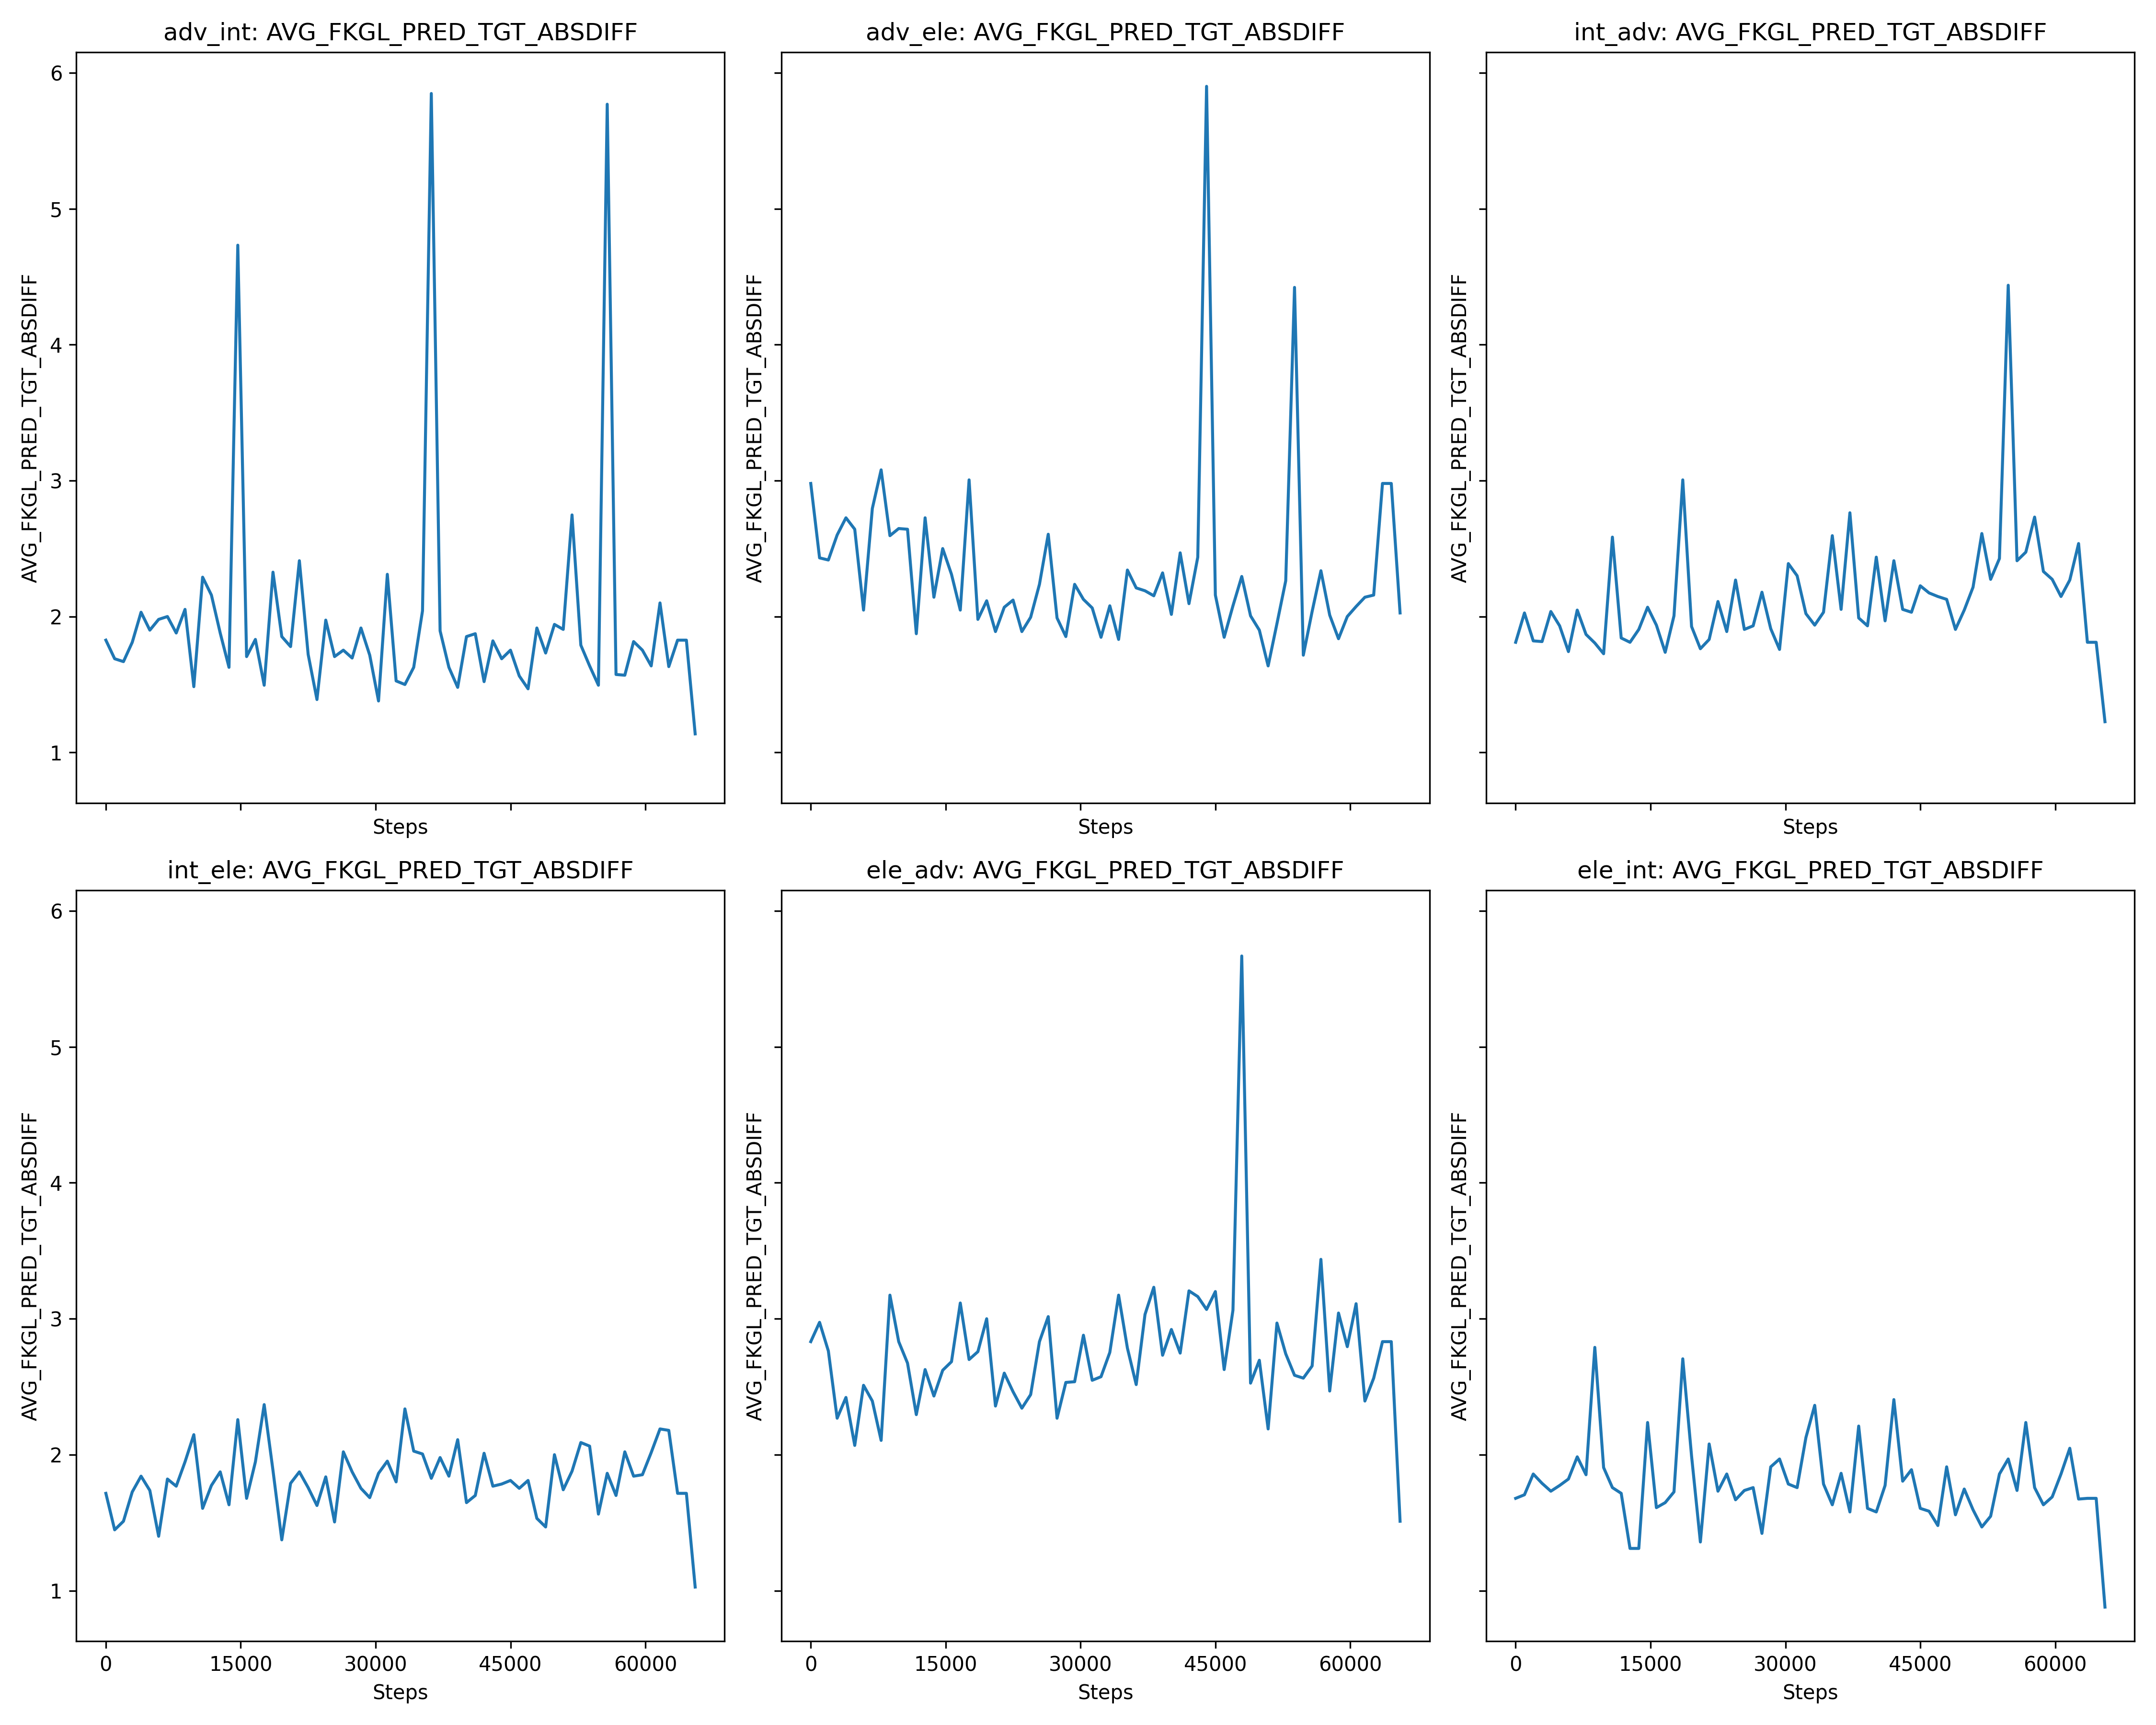 adv_int: AVG_FKGL_PRED_TGT_ABSDIFF
adv_ele: AVG_FKGL_PRED_TGT_ABSDIFF
int_adv: AVG_FKGL_PRED_TGT_ABSDIFF
6
5
4
3
2
1
AVG_FKGL_PRED_TGT_ABSDIFF
AVG_FKGL_PRED_TGT_ABSDIFF
AVG_FKGL_PRED_TGT_ABSDIFF
Steps
Steps
Steps
int_ele: AVG_FKGL_PRED_TGT_ABSDIFF
ele_adv: AVG_FKGL_PRED_TGT_ABSDIFF
ele_int: AVG_FKGL_PRED_TGT_ABSDIFF
6
5
4
3
2
1
AVG_FKGL_PRED_TGT_ABSDIFF
AVG_FKGL_PRED_TGT_ABSDIFF
AVG_FKGL_PRED_TGT_ABSDIFF
0 15000 30000 45000 60000
0 15000 30000 45000 60000
0 15000 30000 45000 60000
Steps
Steps
Steps